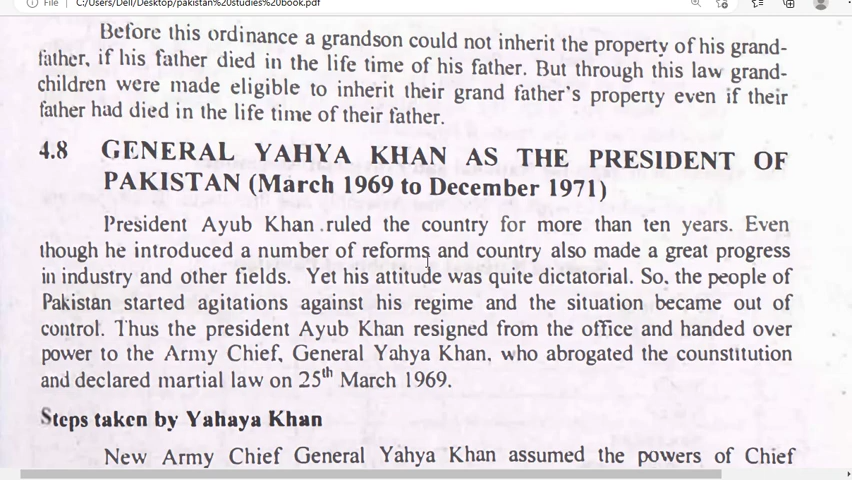 File
C:/Users/Dell/Desktop/pakistan%20studies%20book.pdf
Before this ordinance a grandson could not inherit the property of his grand-
father, if his father died in the life time of his father. But through this law grand-
children were made eligible to inherit their grand father's property even if their
father had died in the life time of their father.
4.8 GENERAL YAHYA KHAN AS THE PRESIDENT OF
PAKISTAN (March 1969 to December 1971)
President Ayub Khan ruled the country for more than ten years. Even
though he introduced a number of reforms and country also made a great progress
in industry and other fields. Yet his attitude was quite dictatorial. So, the people of
Pakistan started agitations against his regime and the situation became out of
control. Thus the president Ayub Khan resigned from the office and handed over
power to the Army Chief, General Yahya Khan, who abrogated the counstitution
and declared martial law on 25th March 1969.
Steps taken by Yahaya Khan
New Army Chief General Yahya Khan assumed the powers of Chief